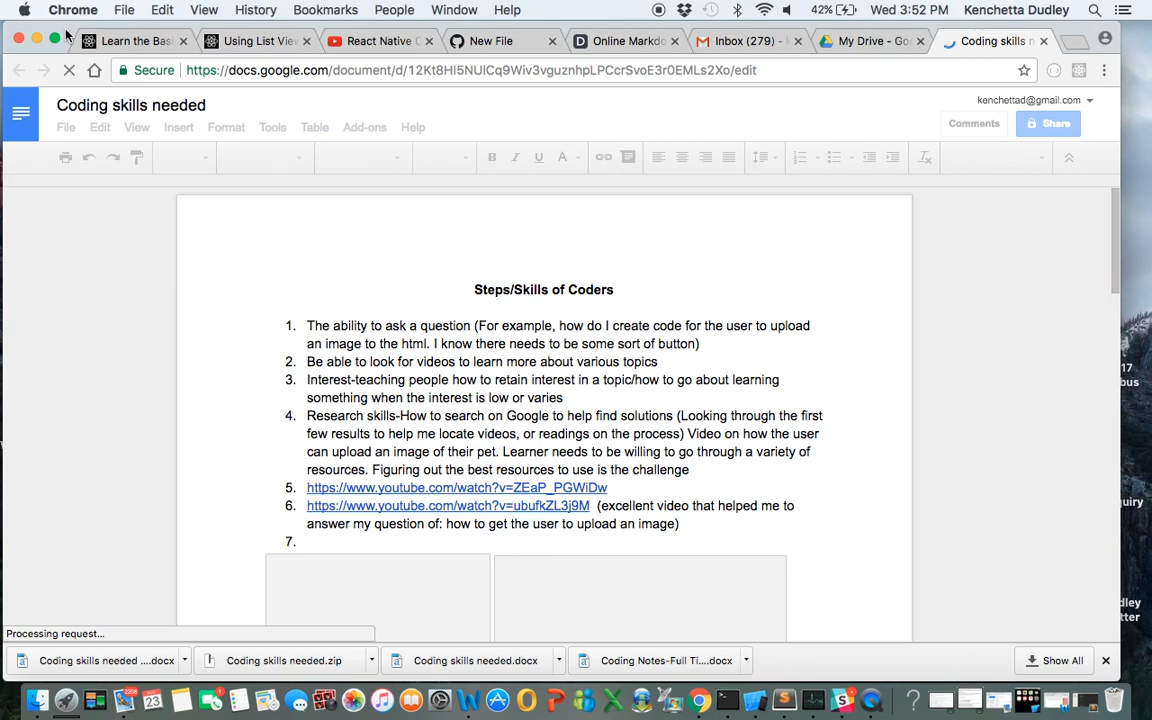 Chrome File Edit View History Bookmarks People Window Help 42% Wed 3:52 PM Kenchetta Dudley
Learn the Basi Using List Viev React Native C New File Online Markdo Inbox (279) - k My Drive - Goo Coding skills n
Secure https://docs.google.com/document/d/12Kt8Hl5NUlCq9Wiv3vguznhpLPCcrSvoE3r0EMLs2Xo/edit
Coding skills needed
kenchettad@gmail.com
File Edit View Insert Format Tools Table Add-ons Help
Comments Share
Steps/Skills of Coders
1. The ability to ask a question (For example, how do I create code for the user to upload
an image to the html. I know there needs to be some sort of button)
2. Be able to look for videos to learn more about various topics
3. Interest-teaching people how to retain interest in a topic/how to go about learning
something when the interest is low or varies
4. Research skills-How to search on Google to help find solutions (Looking through the first
few results to help me locate videos, or readings on the process) Video on how the user
can upload an image of their pet. Learner needs to be willing to go through a variety of
resources. Figuring out the best resources to use is the challenge
5. https://www.youtube.com/watch?v=ZEaP_PGWiDw
6. https://www.youtube.com/watch?v=ubufkZL3j9M (excellent video that helped me to
answer my question of: how to get the user to upload an image)
7.
Processing request...
Coding skills needed ....docx Coding skills needed.zip Coding skills needed.docx Coding Notes-Full Ti....docx Show All
17
bus
quiry
dley
tter